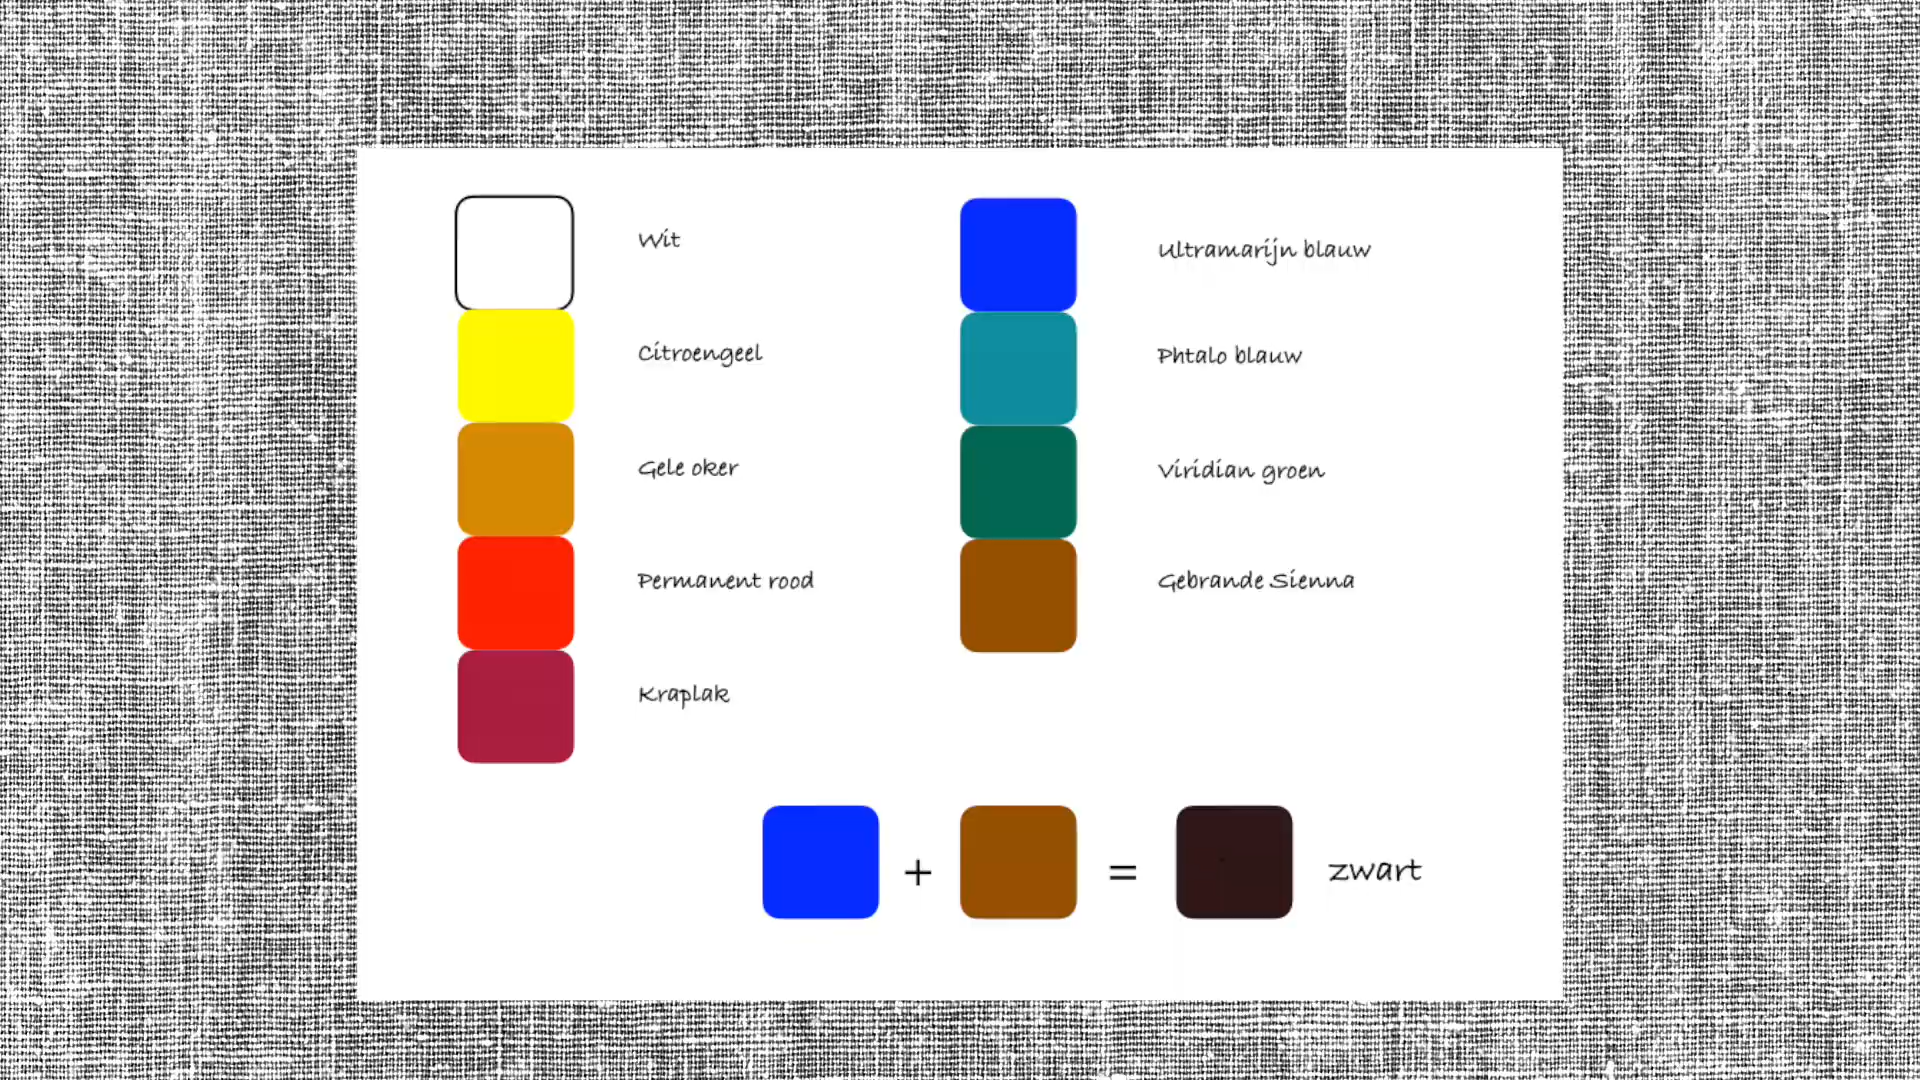 Wit
Citroengeel
Gele oker
Permanent rood
Kraplak
Ultramarijn blauw
Phtalo blauw
Viridian groen
Gebrande Sienna
+ = zwart